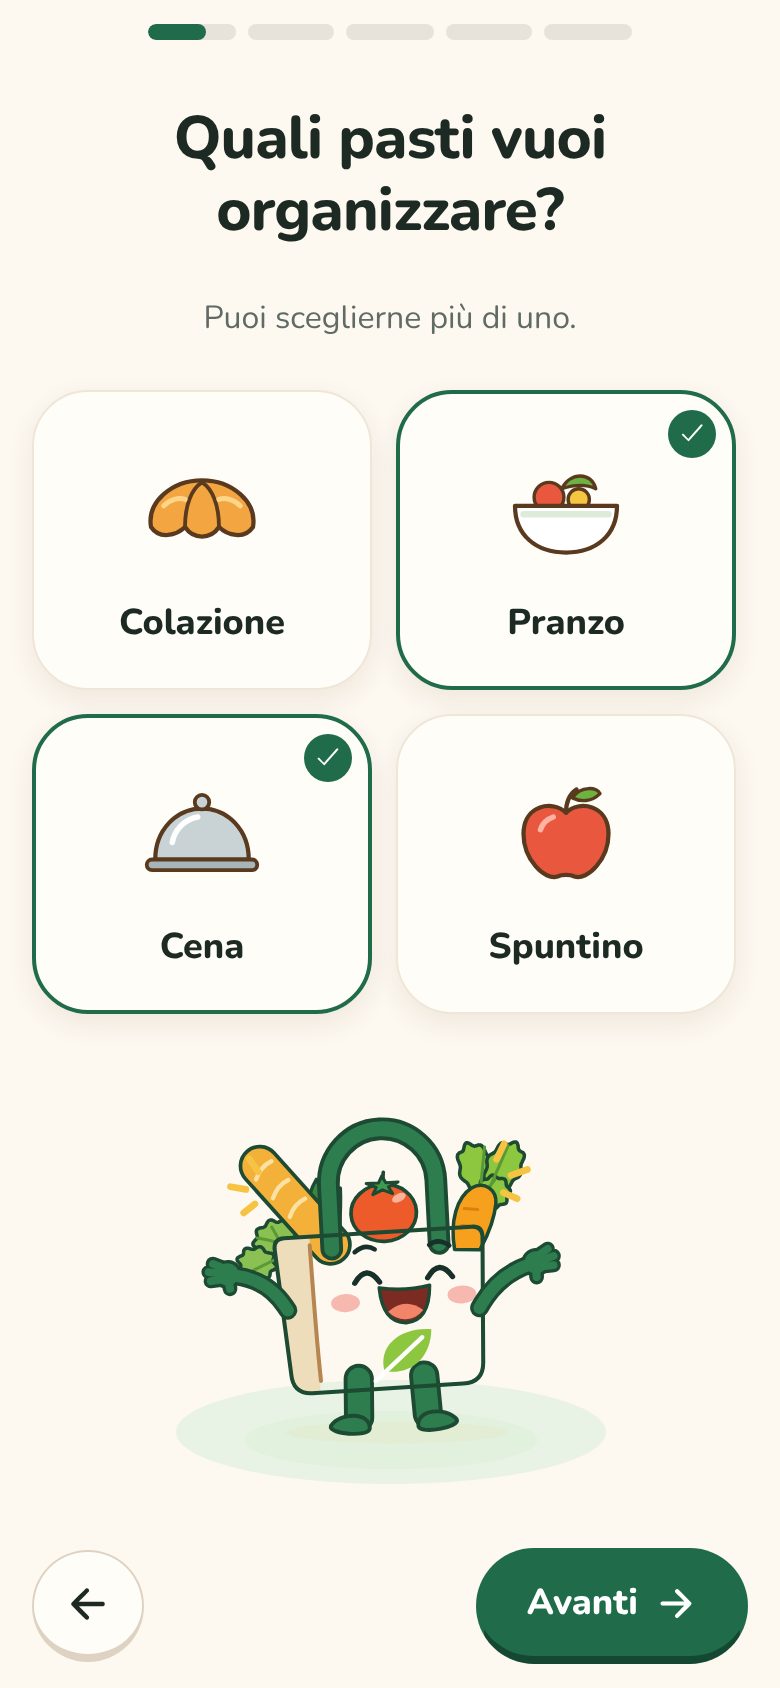 Quali pasti vuoi
organizzare?
Puoi sceglierne più di uno.
Colazione
Pranzo
Cena
Spuntino
Avanti